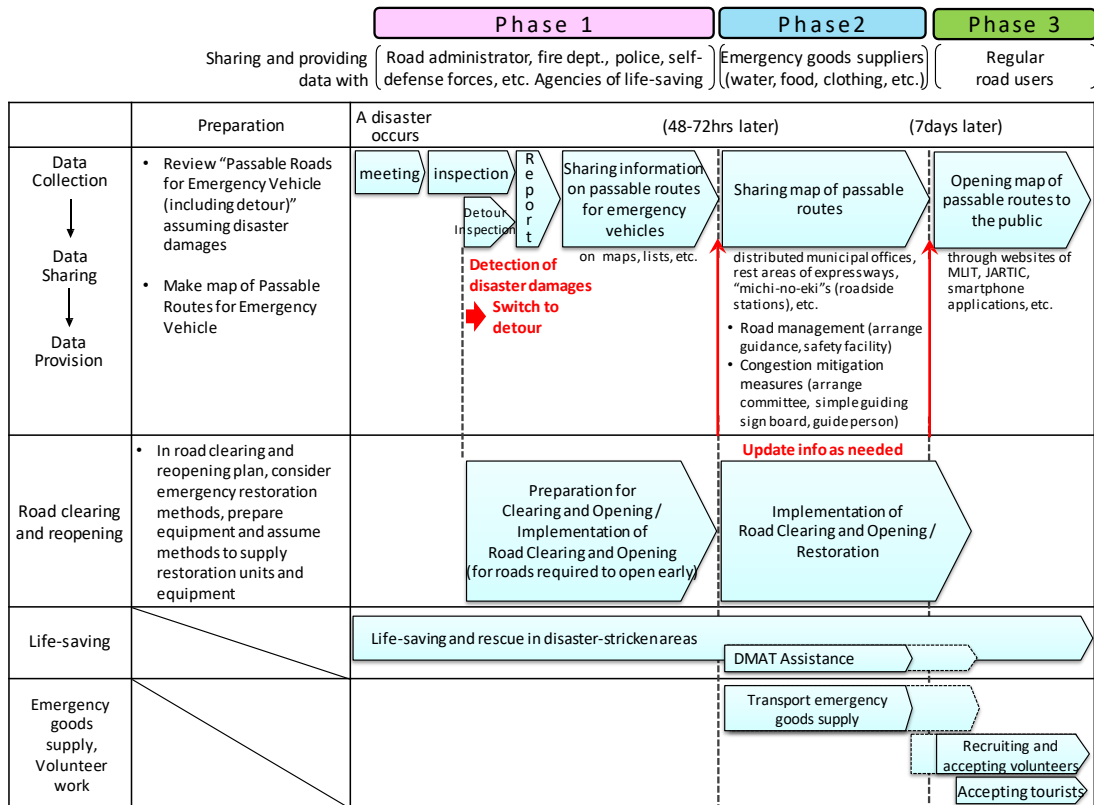 Phase 1
Phase2
Phase 3
Sharing and providing
data with
Road administrator, fire dept., police, self-
defense forces, etc. Agencies of life-saving
Emergency goods suppliers
(water, food, clothing, etc.)
Regular
road users
Preparation
A disaster
occurs
(48-72hrs later)
(7days later)
Data
Collection
Data
Sharing
Data
Provision
• Review “Passable Roads
for Emergency Vehicle
(including detour)”
assuming disaster
damages
• Make map of Passable
Routes for Emergency
Vehicle
meeting
inspection
Detour
Inspection
Report
Sharing information
on passable routes
for emergency
vehicles
on maps, lists, etc.
Detection of
disaster damages
Switch to
detour
Sharing map of passable
routes
distributed municipal offices,
rest areas of expressways,
“michi-no-eki”s (roadside
stations), etc.
• Road management (arrange
guidance, safety facility)
• Congestion mitigation
measures (arrange
committee, simple guiding
sign board, guide person)
Opening map of
passable routes to
the public
through websites of
MLIT, JARTIC,
smartphone
applications, etc.
Update info as needed
Road clearing
and reopening
• In road clearing and
reopening plan, consider
emergency restoration
methods, prepare
equipment and assume
methods to supply
restoration units and
equipment
Preparation for
Clearing and Opening /
Implementation of
Road Clearing and Opening
(for roads required to open early)
Implementation of
Road Clearing and Opening /
Restoration
Life-saving
Life-saving and rescue in disaster-stricken areas
DMAT Assistance
Emergency
goods
supply,
Volunteer
work
Transport emergency
goods supply
Recruiting and
accepting volunteers
Accepting tourists